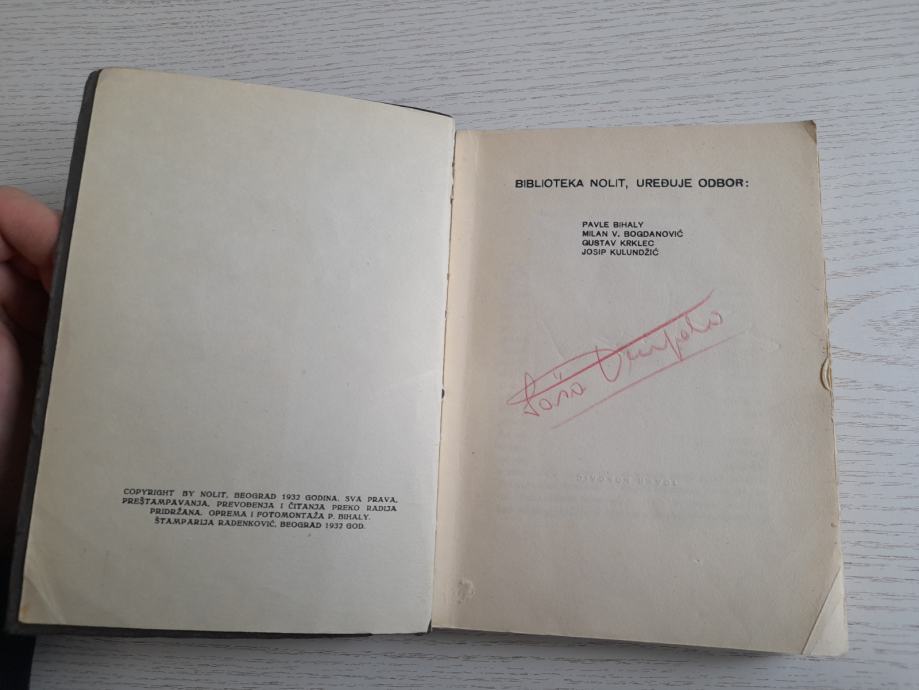 COPYRIGHT BY NOLIT, BEOGRAD 1932 GODINA. SVA PRAVA,
PREŠTAMPAVANJA, PREVOĐENJA I ČITANJA PREKO RADIJA
PRIDRŽANA. OPREMA I FOTOMONTAŽA P. BIHALY.
ŠTAMPARIJA RADENKOVIĆ, BEOGRAD 1932 GOD.
BIBLIOTEKA NOLIT, UREĐUJE ODBOR:
PAVLE BIHALY
MILAN V. BOGDANOVIĆ
GUSTAV KRKLEC
JOSIP KULUNDŽIĆ
Saša